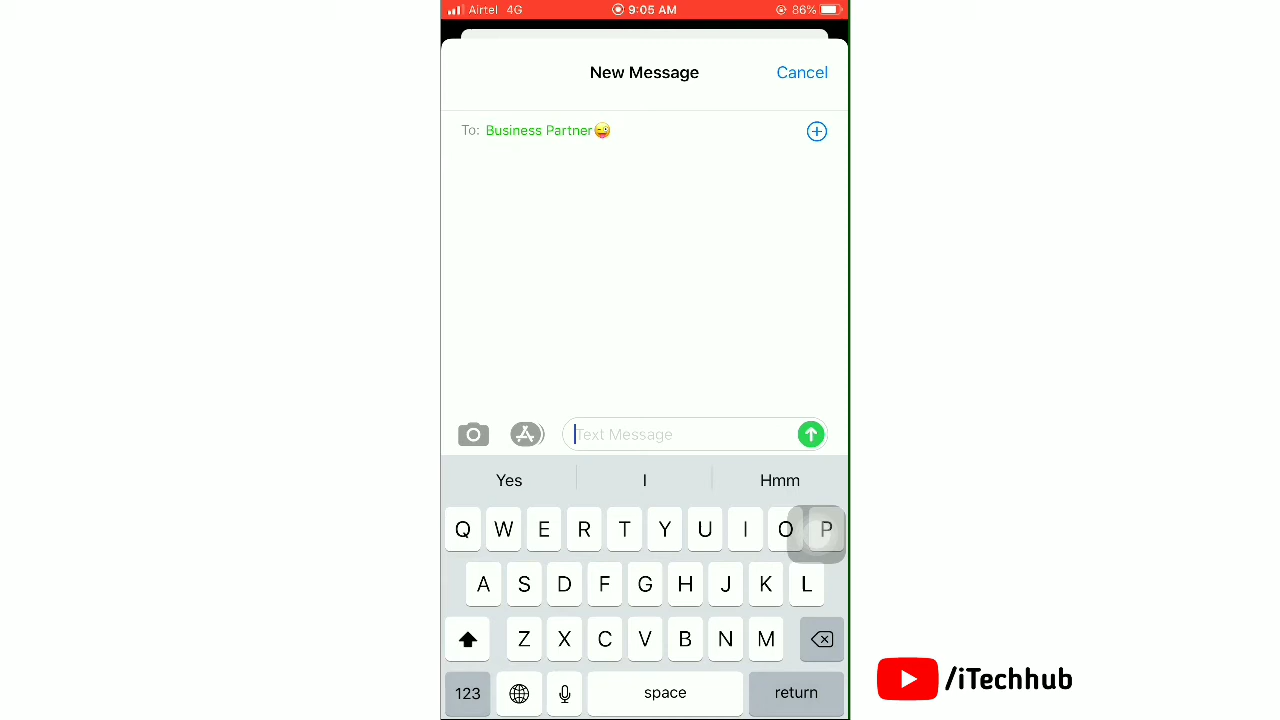 Airtel 4G 9:05 AM 86%
New Message Cancel
To: Business Partner😜
Text Message
Yes I Hmm
Q W E R T Y U I O P
A S D F G H J K L
Z X C V B N M
123 space return
/iTechhub